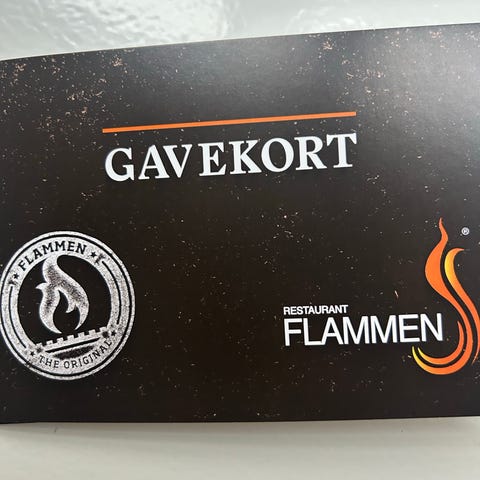 GAVEKORT
FLAMMEN
THE ORIGINAL
RESTAURANT
FLAMMEN
®